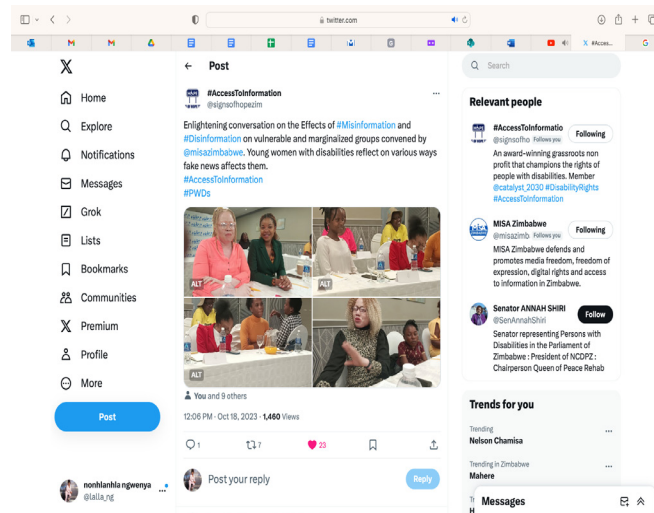 twitter.com
#Acces...
Post
Search
Home
Explore
Notifications
Messages
Grok
Lists
Bookmarks
Communities
Premium
Profile
More
Post
nonhlanhla ngwenya
@lalla_ng
#AccessToInformation
@signsofhopezim
Enlightening conversation on the Effects of #Misinformation and
#Disinformation on vulnerable and marginalized groups convened by
@misazimbabwe. Young women with disabilities reflect on various ways
fake news affects them.
#AccessToInformation
#PWDs
ALT
ALT
ALT
You and 9 others
12:06 PM · Oct 18, 2023 · 1,460 Views
1
7
23
Post your reply
Reply
Relevant people
#AccessToInformatio
@signsofho Follows you
Following
An award-winning grassroots non
profit that champions the rights of
people with disabilities. Member
@catalyst_2030 #DisabilityRights
#AccessToInformation
MISA Zimbabwe
@misazimb Follows you
Following
MISA Zimbabwe defends and
promotes media freedom, freedom of
expression, digital rights and access
to information in Zimbabwe.
Senator ANNAH SHIRI
@SenAnnahShiri
Follow
Senator representing Persons with
Disabilities in the Parliament of
Zimbabwe : President of NCDPZ :
Chairperson Queen of Peace Rehab
Trends for you
Trending
Nelson Chamisa
Trending in Zimbabwe
Mahere
Messages